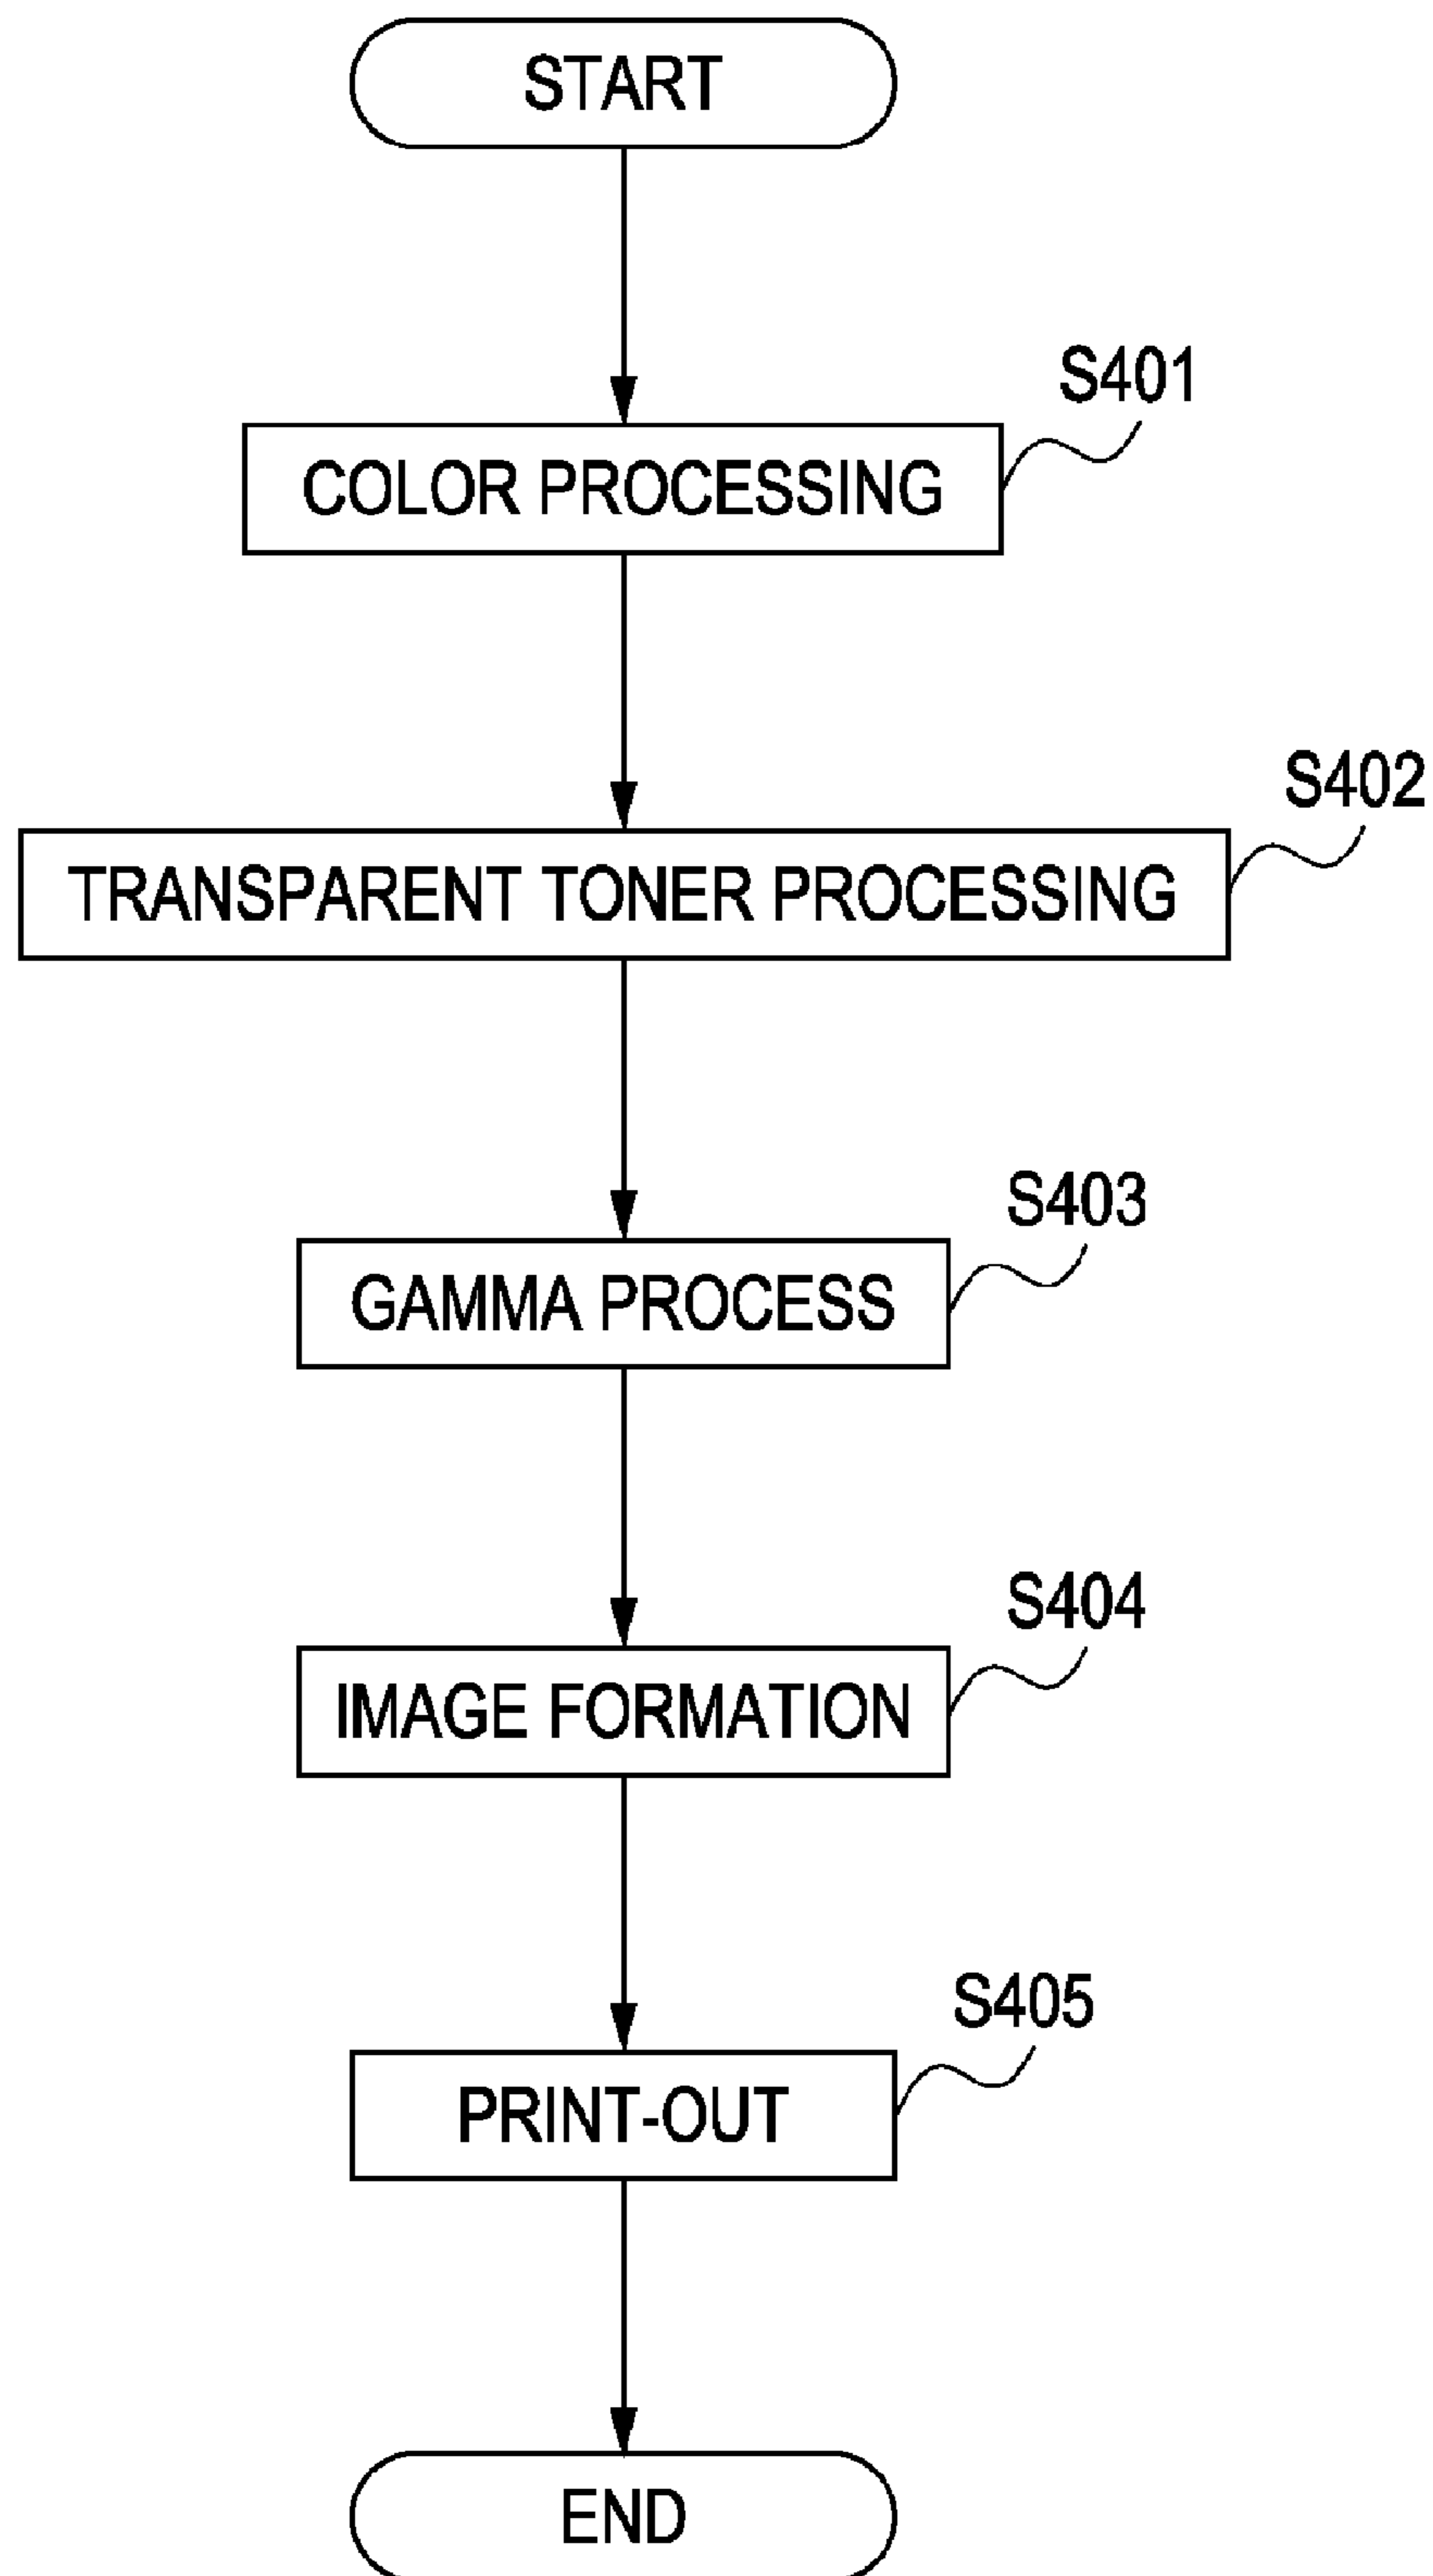 START
S401
COLOR PROCESSING
S402
TRANSPARENT TONER PROCESSING
S403
GAMMA PROCESS
S404
IMAGE FORMATION
S405
PRINT-OUT
END